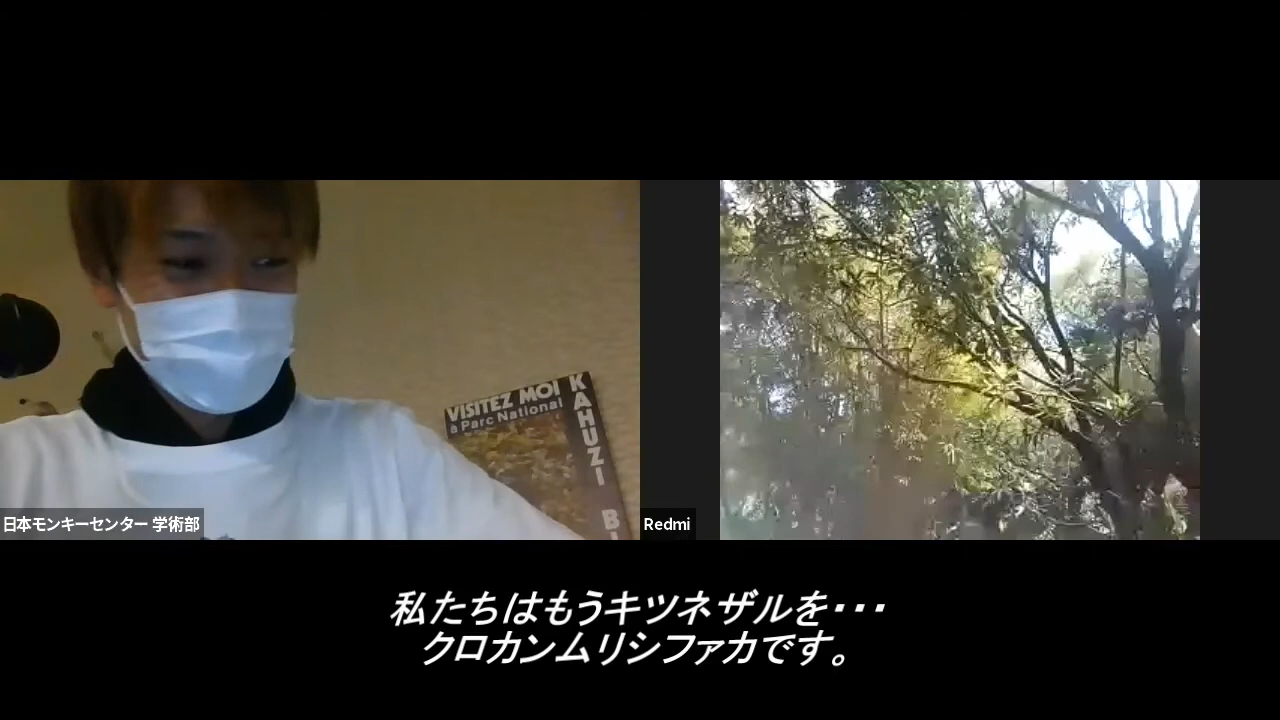 VISITEZ MOI
à Parc National
KAHUZI
日本モンキーセンター 学術部
Redmi
私たちはもうキツネザルを・・・
クロカンムリシファカです。